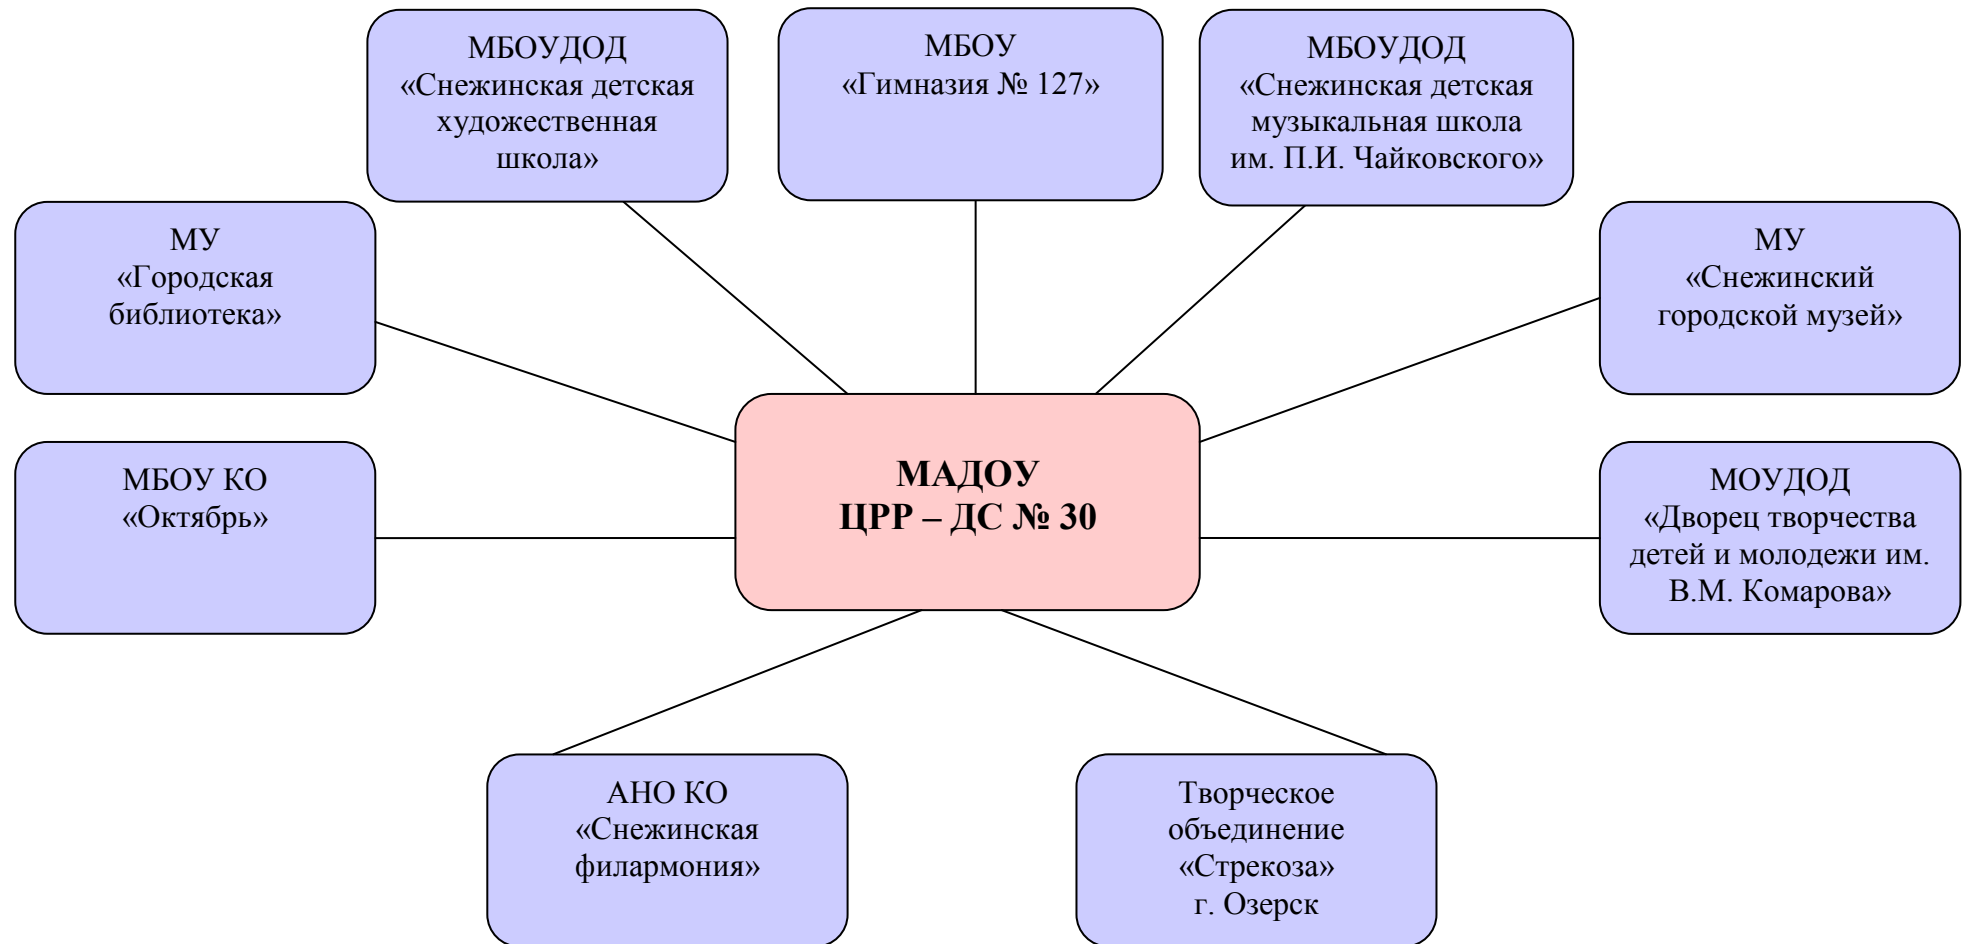 МБОУДОД
«Снежинская детская
художественная
школа»
МБОУ
«Гимназия № 127»
МБОУДОД
«Снежинская детская
музыкальная школа
им. П.И. Чайковского»
МУ
«Городская
библиотека»
МУ
«Снежинский
городской музей»
МБОУ КО
«Октябрь»
МАДОУ
ЦРР – ДС № 30
МОУДОД
«Дворец творчества
детей и молодежи им.
В.М. Комарова»
АНО КО
«Снежинская
филармония»
Творческое
объединение
«Стрекоза»
г. Озерск